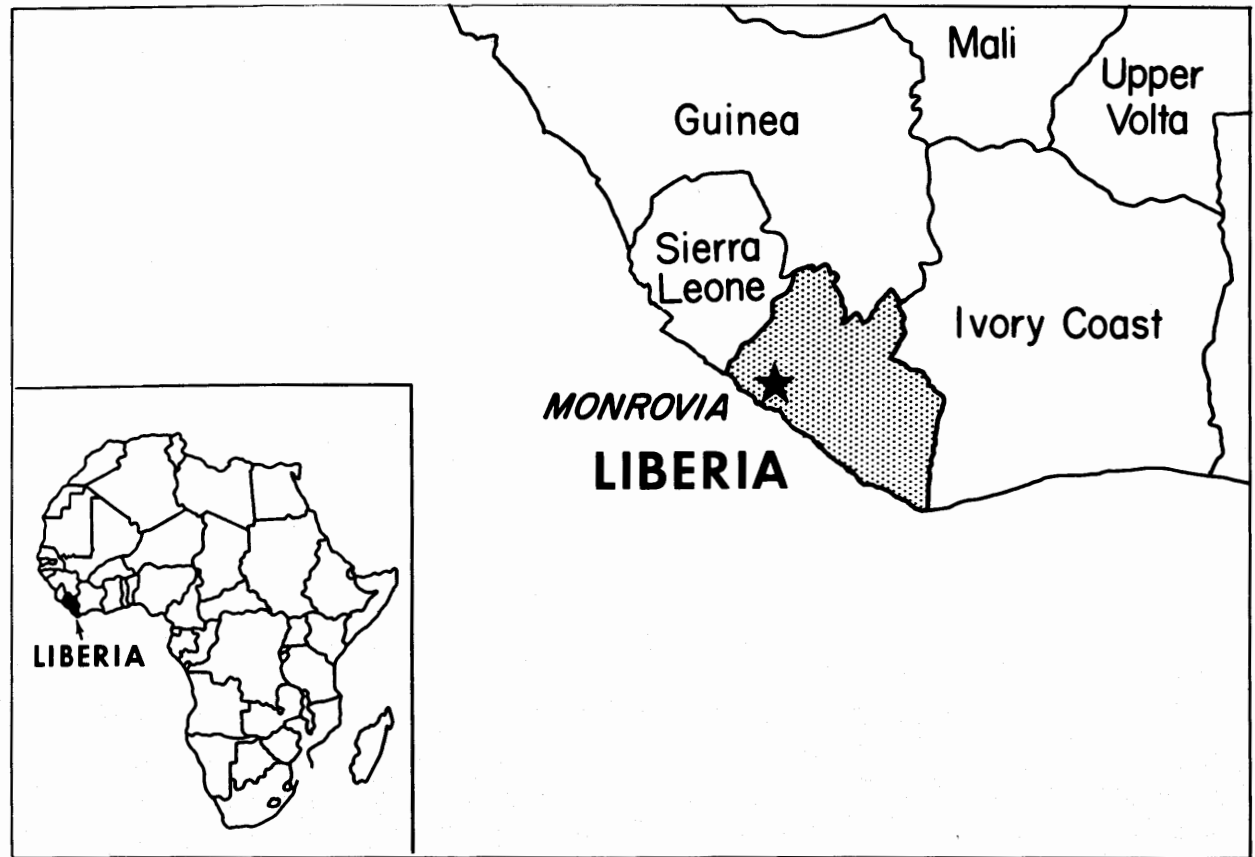 Mali
Upper
Volta
Guinea
Sierra
Leone
Ivory Coast
MONROVIA
LIBERIA
LIBERIA